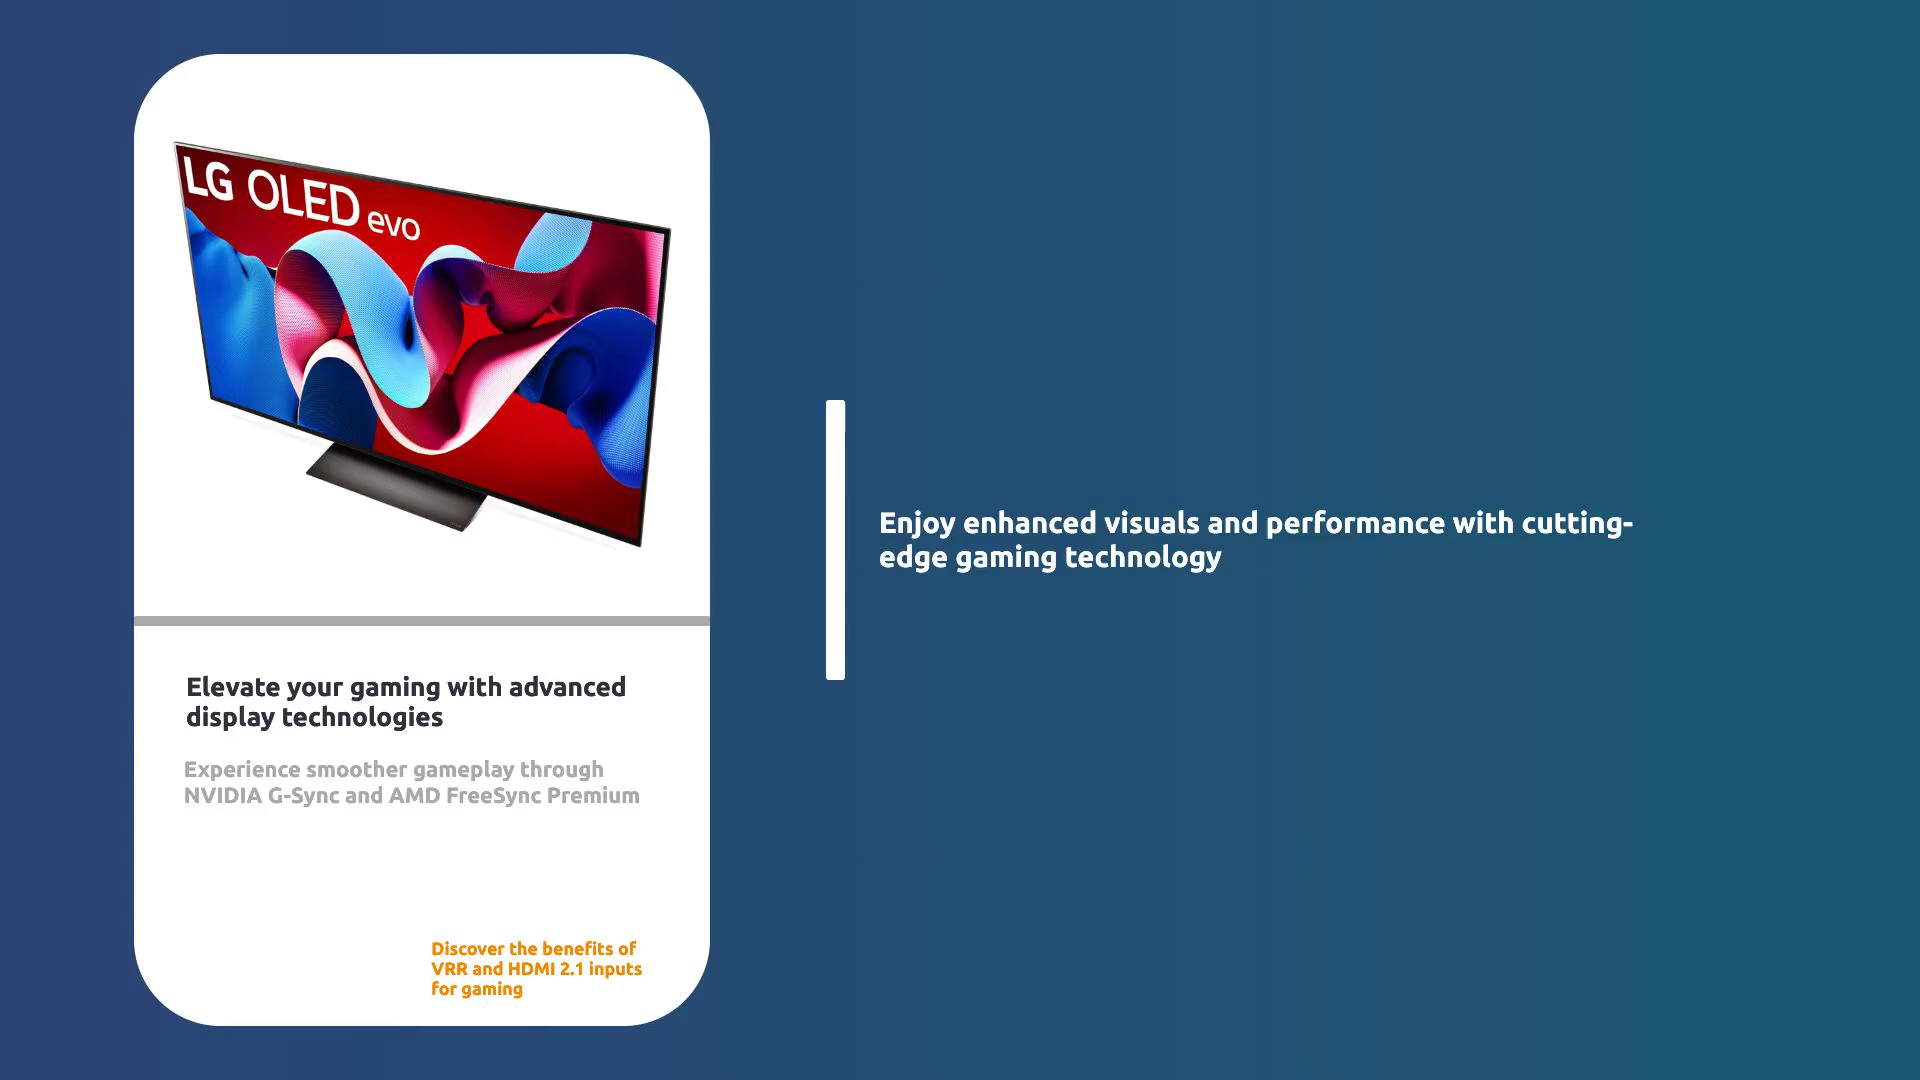 LG OLED evo
Elevate your gaming with advanced
display technologies
Experience smoother gameplay through
NVIDIA G-Sync and AMD FreeSync Premium
Discover the benefits of
VRR and HDMI 2.1 inputs
for gaming
Enjoy enhanced visuals and performance with cutting-
edge gaming technology